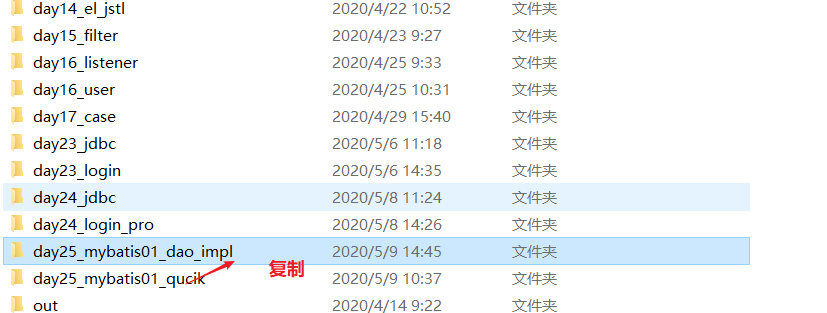 day14_el_jstl 2020/4/22 10:52 文件夹
day15_filter 2020/4/23 9:27 文件夹
day16_listener 2020/4/25 9:33 文件夹
day16_user 2020/4/25 10:31 文件夹
day17_case 2020/4/29 15:40 文件夹
day23_jdbc 2020/5/6 11:18 文件夹
day23_login 2020/5/6 14:35 文件夹
day24_jdbc 2020/5/8 11:24 文件夹
day24_login_pro 2020/5/8 14:26 文件夹
day25_mybatis01_dao_impl 2020/5/9 14:45 文件夹
复制
day25_mybatis01_qucik 2020/5/9 10:37 文件夹
out 2020/4/14 9:22 文件夹